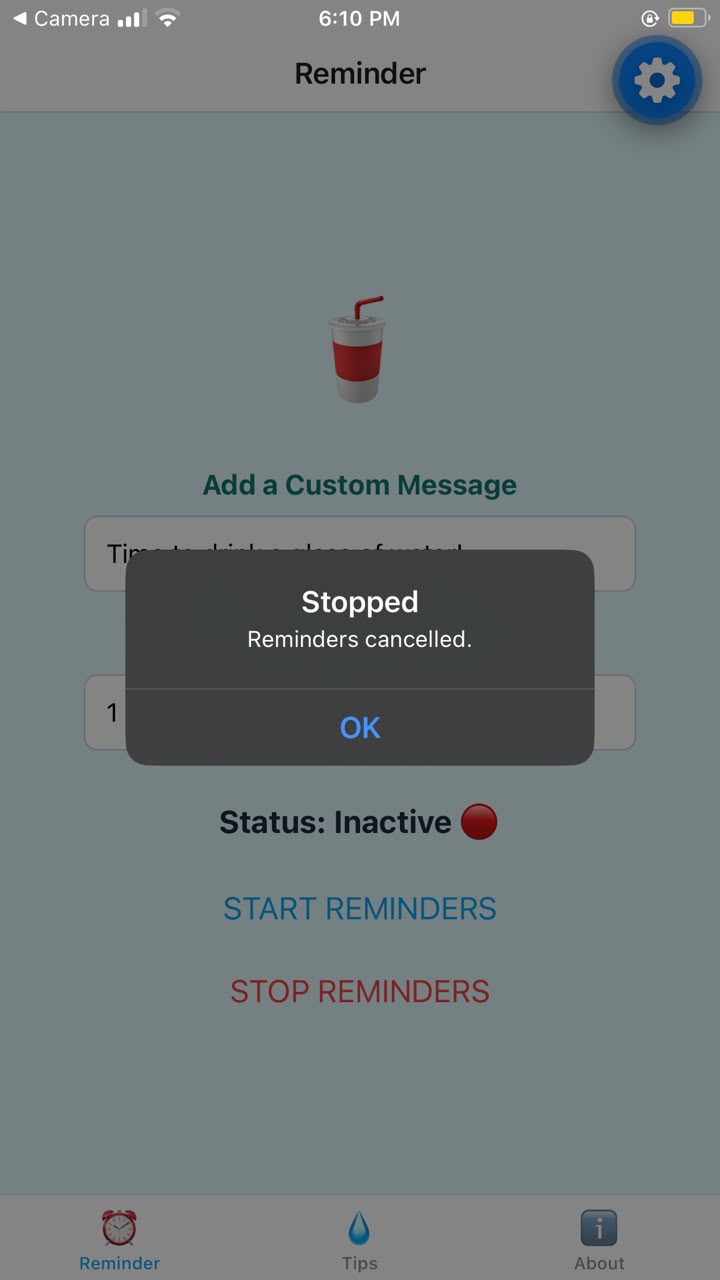 Camera
6:10 PM
Reminder
Add a Custom Message
Stopped
Reminders cancelled.
1
OK
Status: Inactive
START REMINDERS
STOP REMINDERS
Reminder
Tips
About